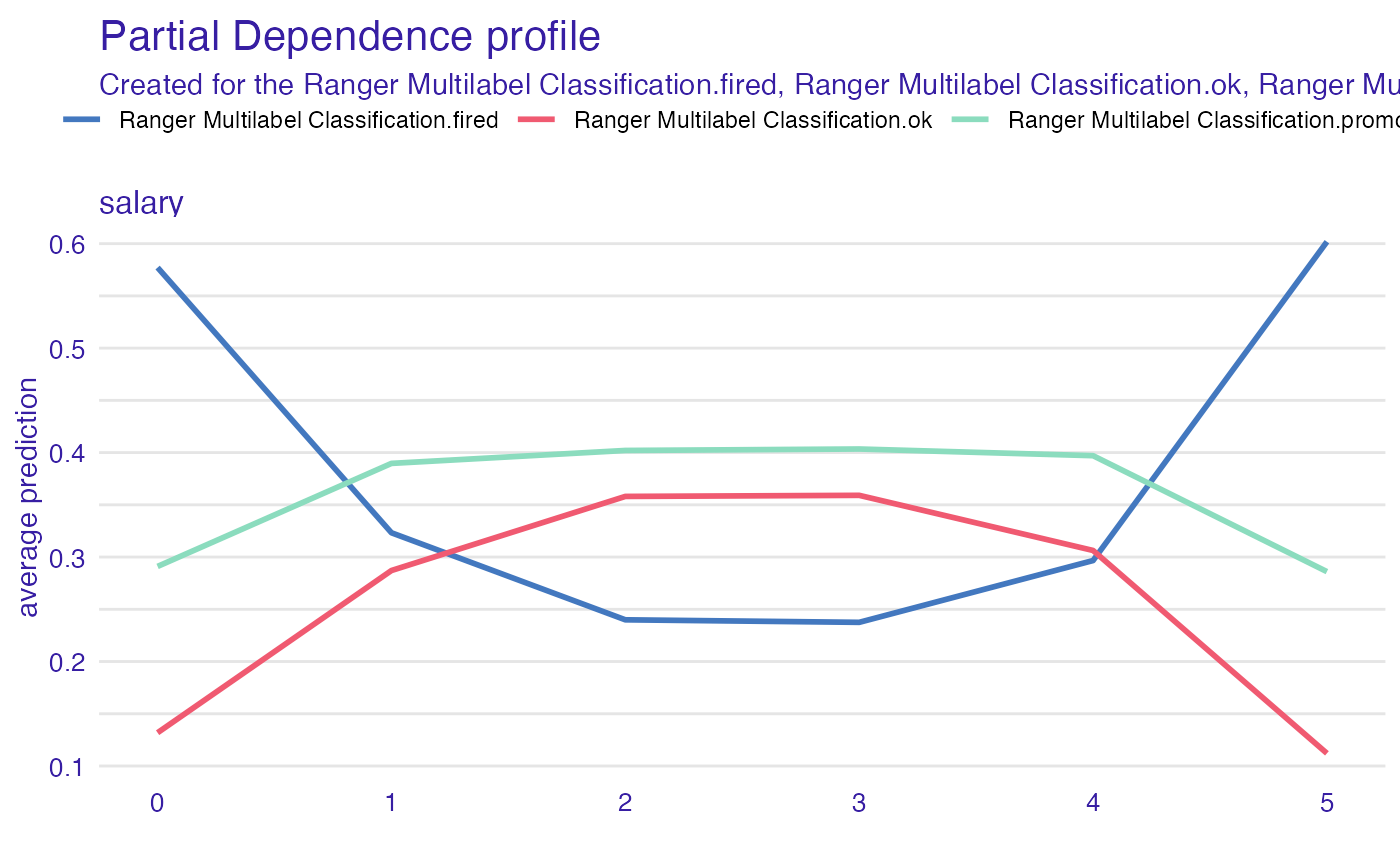 Partial Dependence profile
Created for the Ranger Multilabel Classification.fired, Ranger Multilabel Classification.ok, Ranger Mu
Ranger Multilabel Classification.fired Ranger Multilabel Classification.ok Ranger Multilabel Classification.promo
salary
0.6
0.5
0.4
0.3
0.2
0.1
average prediction
0 1 2 3 4 5